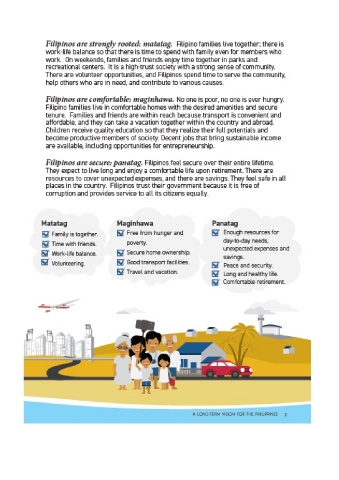 Filipinos are strongly rooted: matatag. Filipino families live together; there is
work-life balance so that there is time to spend with family even for members who
work. On weekends, families and friends enjoy time together in parks and
recreational centers. It is a high-trust society with a strong sense of community.
There are volunteer opportunities, and Filipinos spend time to serve the community,
help others who are in need, and contribute to various causes.
Filipinos are comfortable: maginhawa. No one is poor, no one is ever hungry.
Filipino families live in comfortable homes with the desired amenities and secure
tenure. Families and friends are within reach because transport is convenient and
affordable, and they can take a vacation together within the country and abroad.
Children receive quality education so that they realize their full potentials and
become productive members of society. Decent jobs that bring sustainable income
are available, including opportunities for entrepreneurship.
Filipinos are secure: panatag. Filipinos feel secure over their entire lifetime.
They expect to live long and enjoy a comfortable life upon retirement. There are
resources to cover unexpected expenses, and there are savings. They feel safe in all
places in the country. Filipinos trust their government because it is free of
corruption and provides service to all its citizens equally.
Matatag
Family is together.
Time with friends.
Work-life balance.
Volunteering.
Maginhawa
Free from hunger and
poverty.
Secure home ownership.
Good transport facilities.
Travel and vacation.
Panatag
Enough resources for
day-to-day needs,
unexpected expenses and
savings.
Peace and security.
Long and healthy life.
Comfortable retirement.
A LONG-TERM VISION FOR THE PHILIPPINES